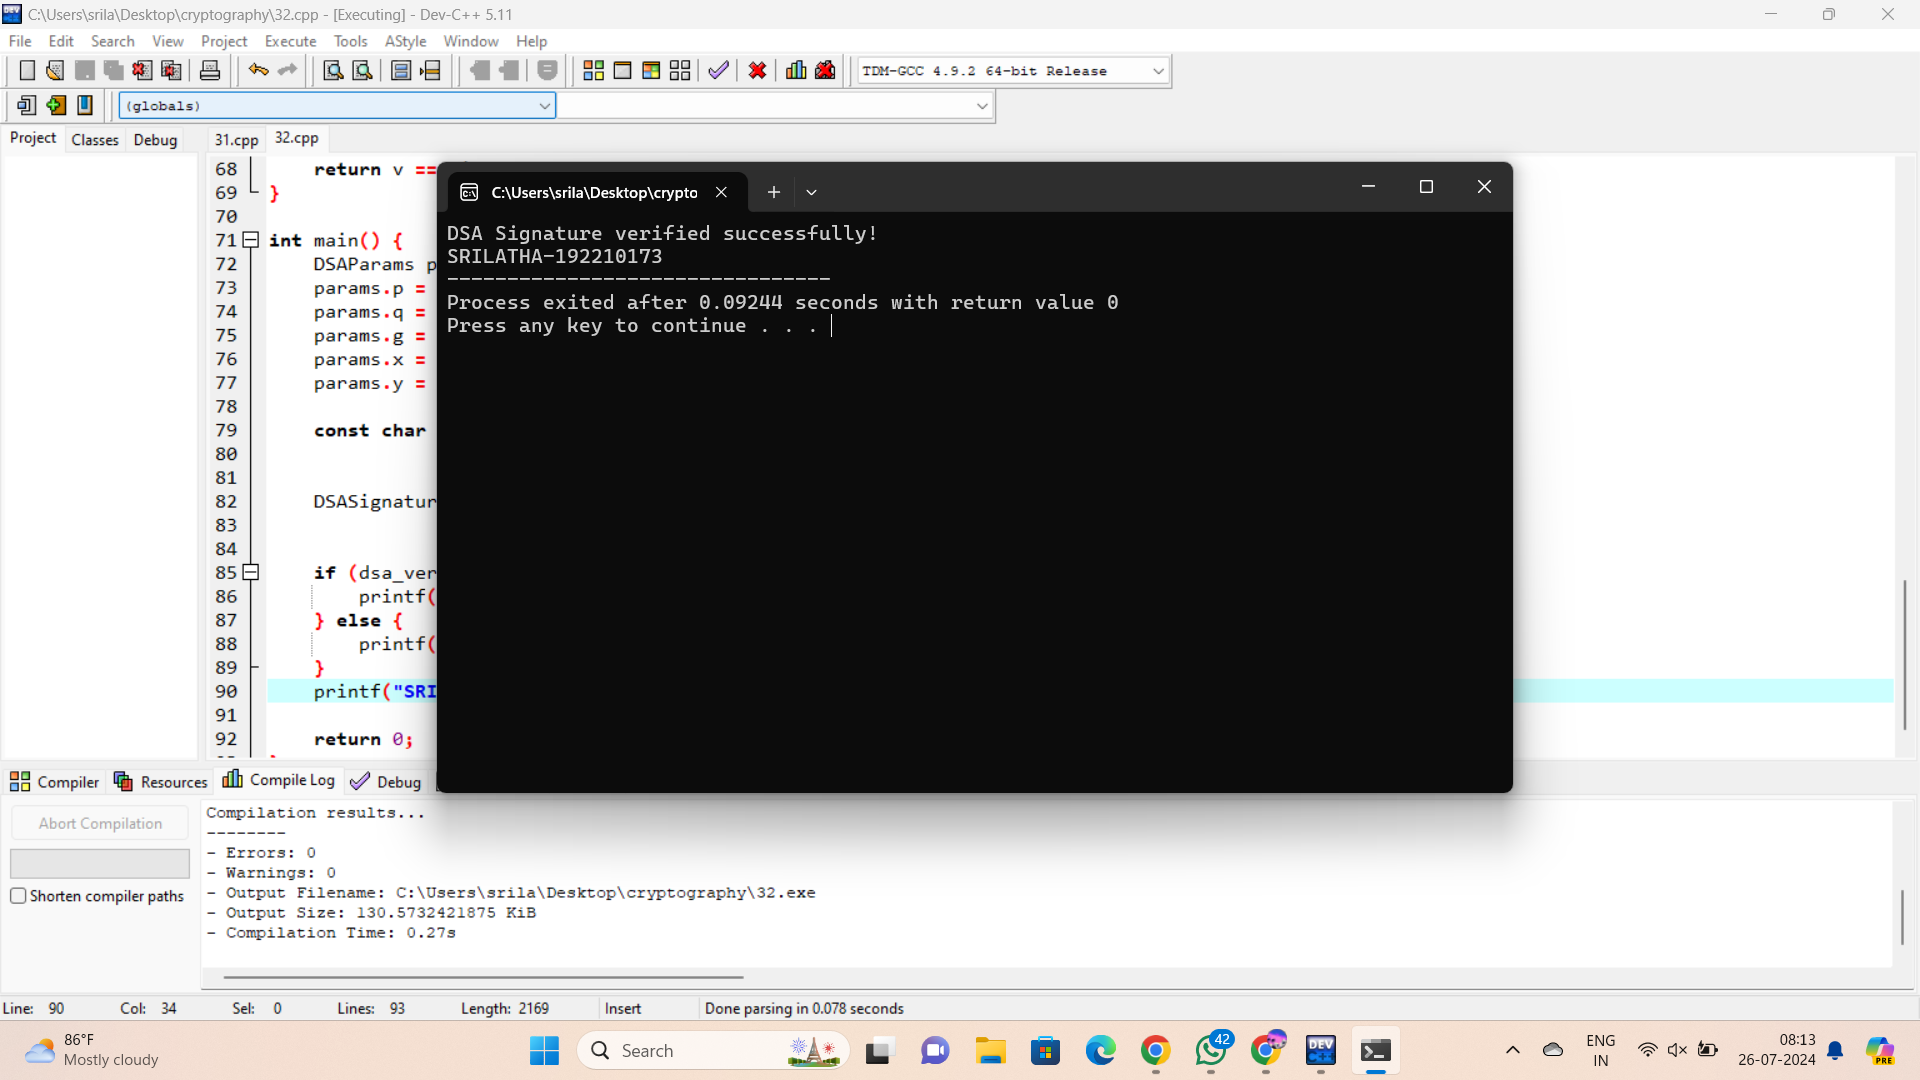 C:\Users\srila\Desktop\cryptography\32.cpp - [Executing] - Dev-C++ 5.11
File Edit Search View Project Execute Tools AStyle Window Help
TDM-GCC 4.9.2 64-bit Release
(globals)
Project Classes Debug 31.cpp 32.cpp
68 return v ==
69 }
70
71 int main() {
72 DSAParams p
73 params.p =
74 params.q =
75 params.g =
76 params.x =
77 params.y =
78
79 const char
80
81
82 DSASignatur
83
84
85 if (dsa_ver
86 printf(
87 } else {
88 printf(
89 }
90 printf("SRI
91
92 return 0;
C:\Users\srila\Desktop\crypto
DSA Signature verified successfully!
SRILATHA-192210173
--------------------------------
Process exited after 0.09244 seconds with return value 0
Press any key to continue . . .
Compiler Resources Compile Log Debug
Abort Compilation
Shorten compiler paths
Compilation results...
--------
- Errors: 0
- Warnings: 0
- Output Filename: C:\Users\srila\Desktop\cryptography\32.exe
- Output Size: 130.5732421875 KiB
- Compilation Time: 0.27s
Line: 90 Col: 34 Sel: 0 Lines: 93 Length: 2169 Insert Done parsing in 0.078 seconds
86°F
Mostly cloudy
Search
42
DEV
PRE
ENG
IN
08:13
26-07-2024